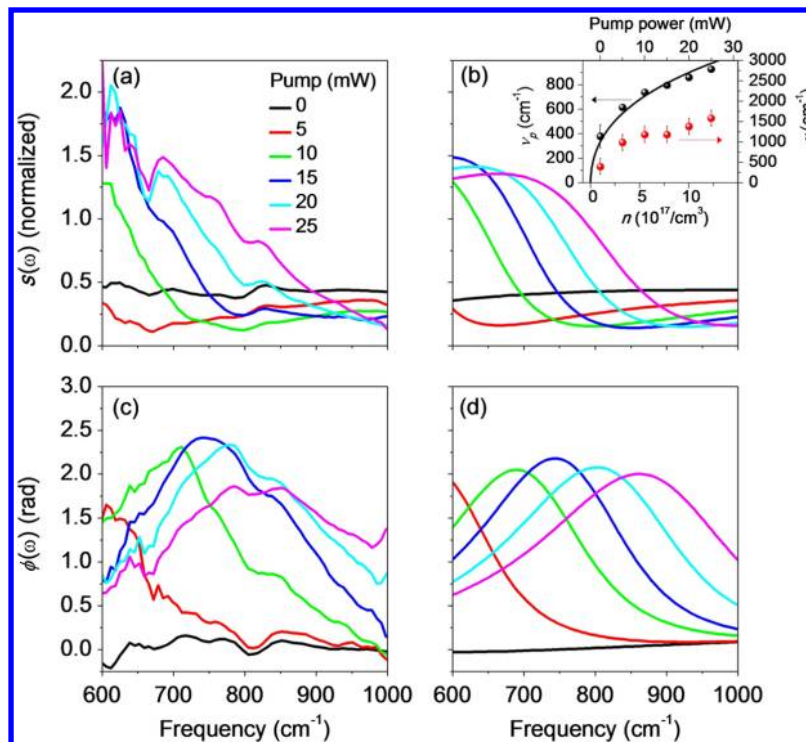 (a)
Pump (mW)
0
5
10
15
20
25
s(ω) (normalized)
2.0
1.5
1.0
0.5
0.0
(b)
Pump power (mW)
0 10 20 30
νₚ (cm⁻¹)
800
600
400
200
0
3000
2500
2000
1500
1000
500
0
0 5 10
n (10¹⁷/cm³)
(c)
ϕ(ω) (rad)
3.0
2.5
2.0
1.5
1.0
0.5
0.0
600 700 800 900 1000
Frequency (cm⁻¹)
(d)
600 700 800 900 1000
Frequency (cm⁻¹)